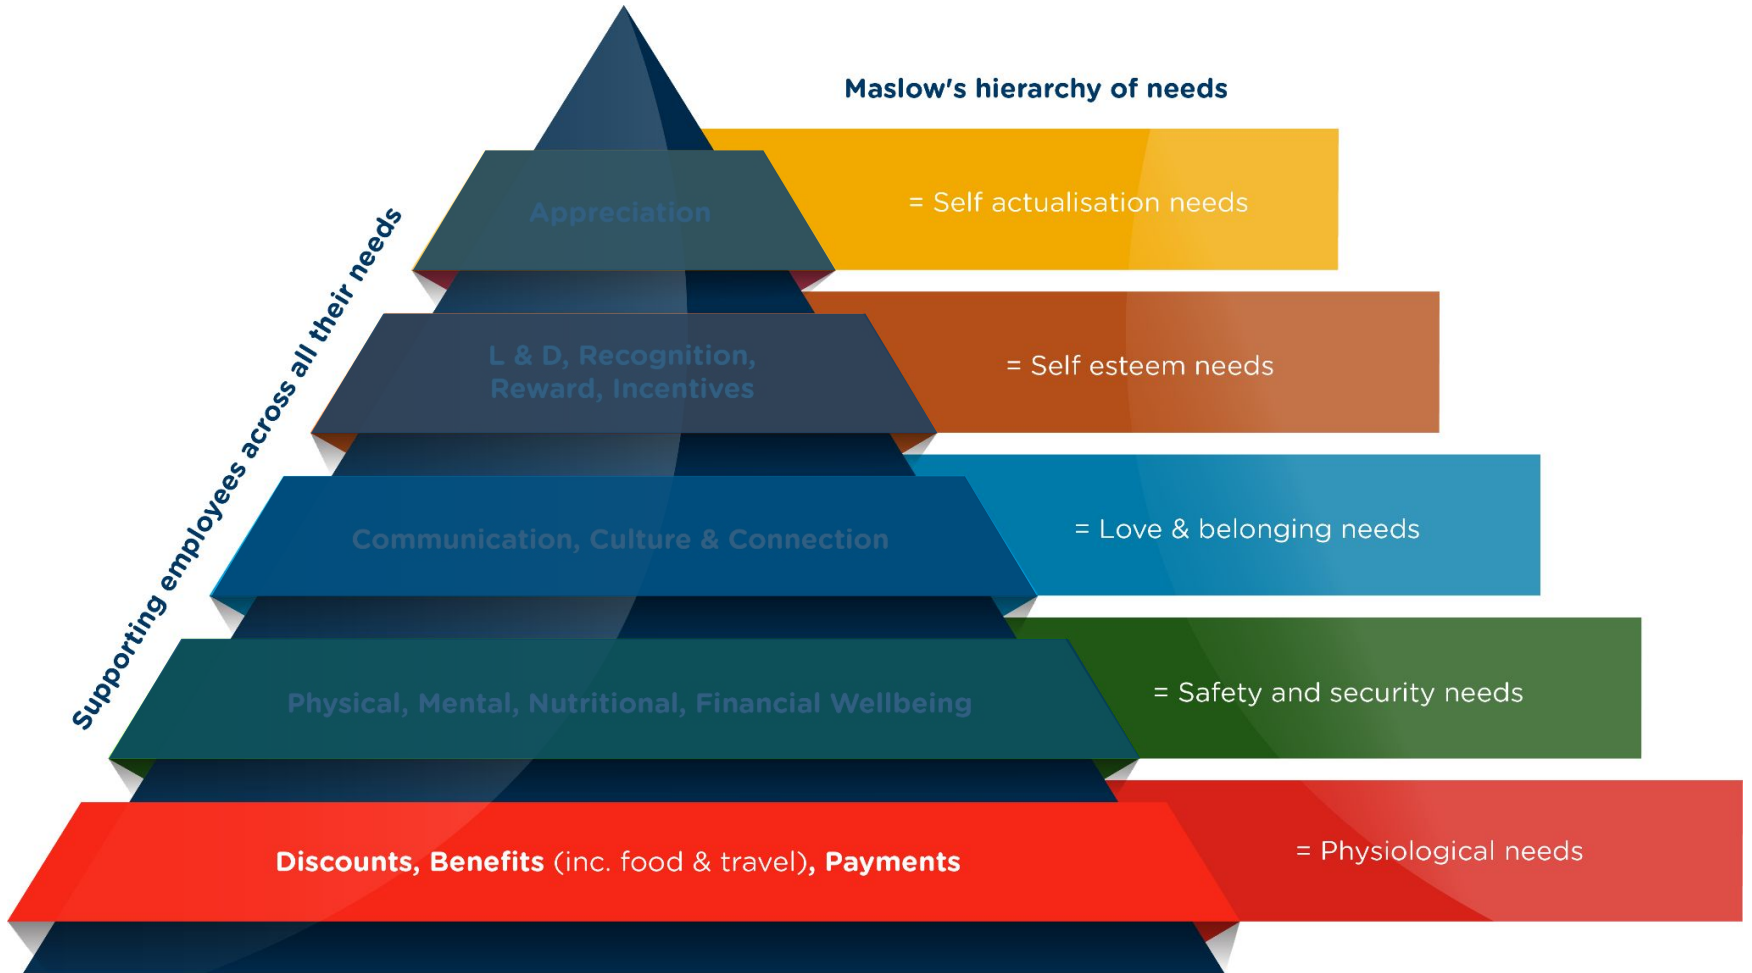 Maslow's hierarchy of needs
Supporting employees across all their needs
Appreciation
= Self actualisation needs
L & D, Recognition,
Reward, Incentives
= Self esteem needs
Communication, Culture & Connection
= Love & belonging needs
Physical, Mental, Nutritional, Financial Wellbeing
= Safety and security needs
Discounts, Benefits (inc. food & travel), Payments
= Physiological needs